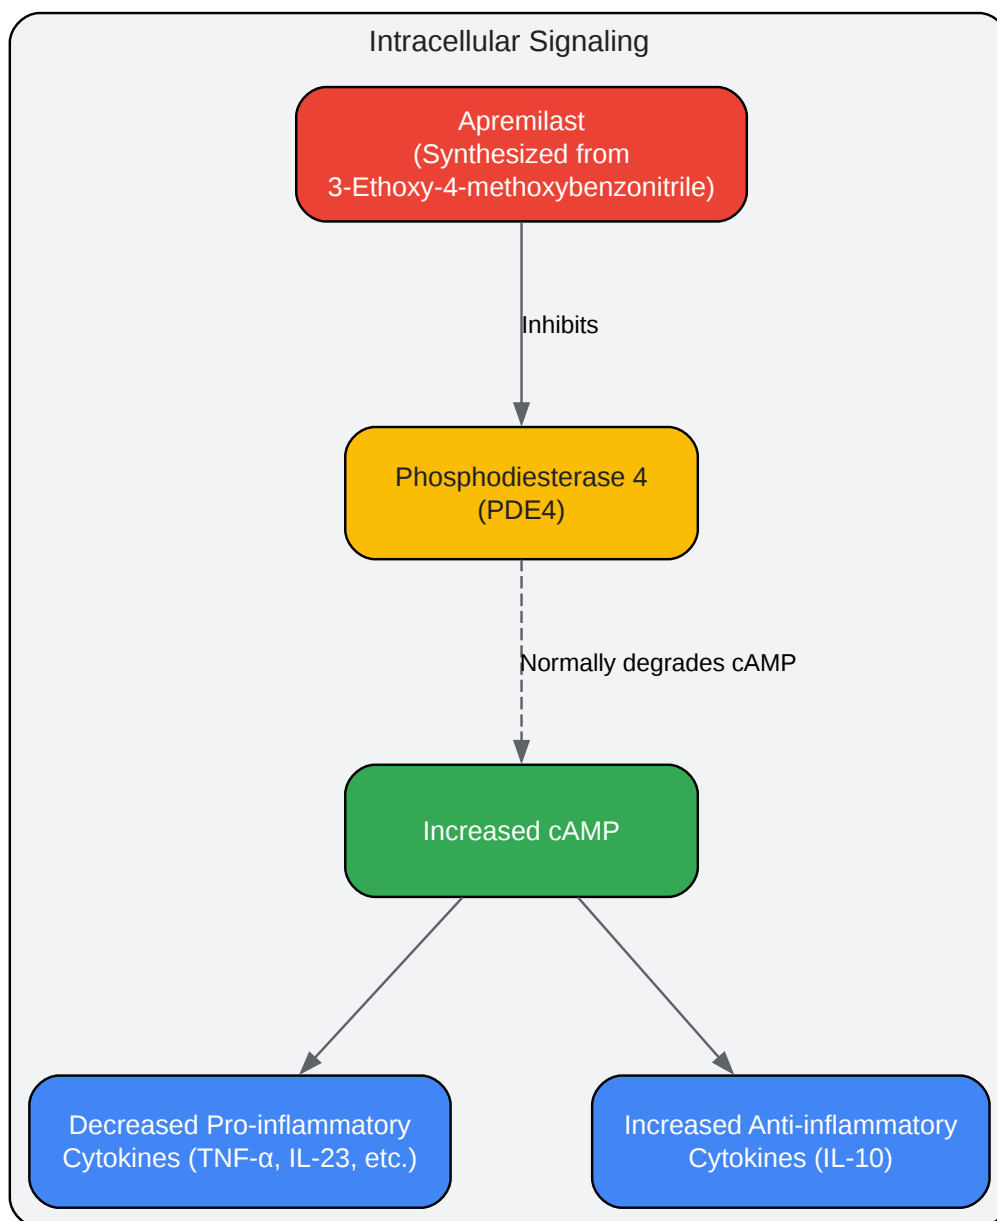 Intracellular Signaling
Apremilast
(Synthesized from
3-Ethoxy-4-methoxybenzonitrile)
Inhibits
Phosphodiesterase 4
(PDE4)
Normally degrades cAMP
Increased cAMP
Decreased Pro-inflammatory
Cytokines (TNF-α, IL-23, etc.)
Increased Anti-inflammatory
Cytokines (IL-10)